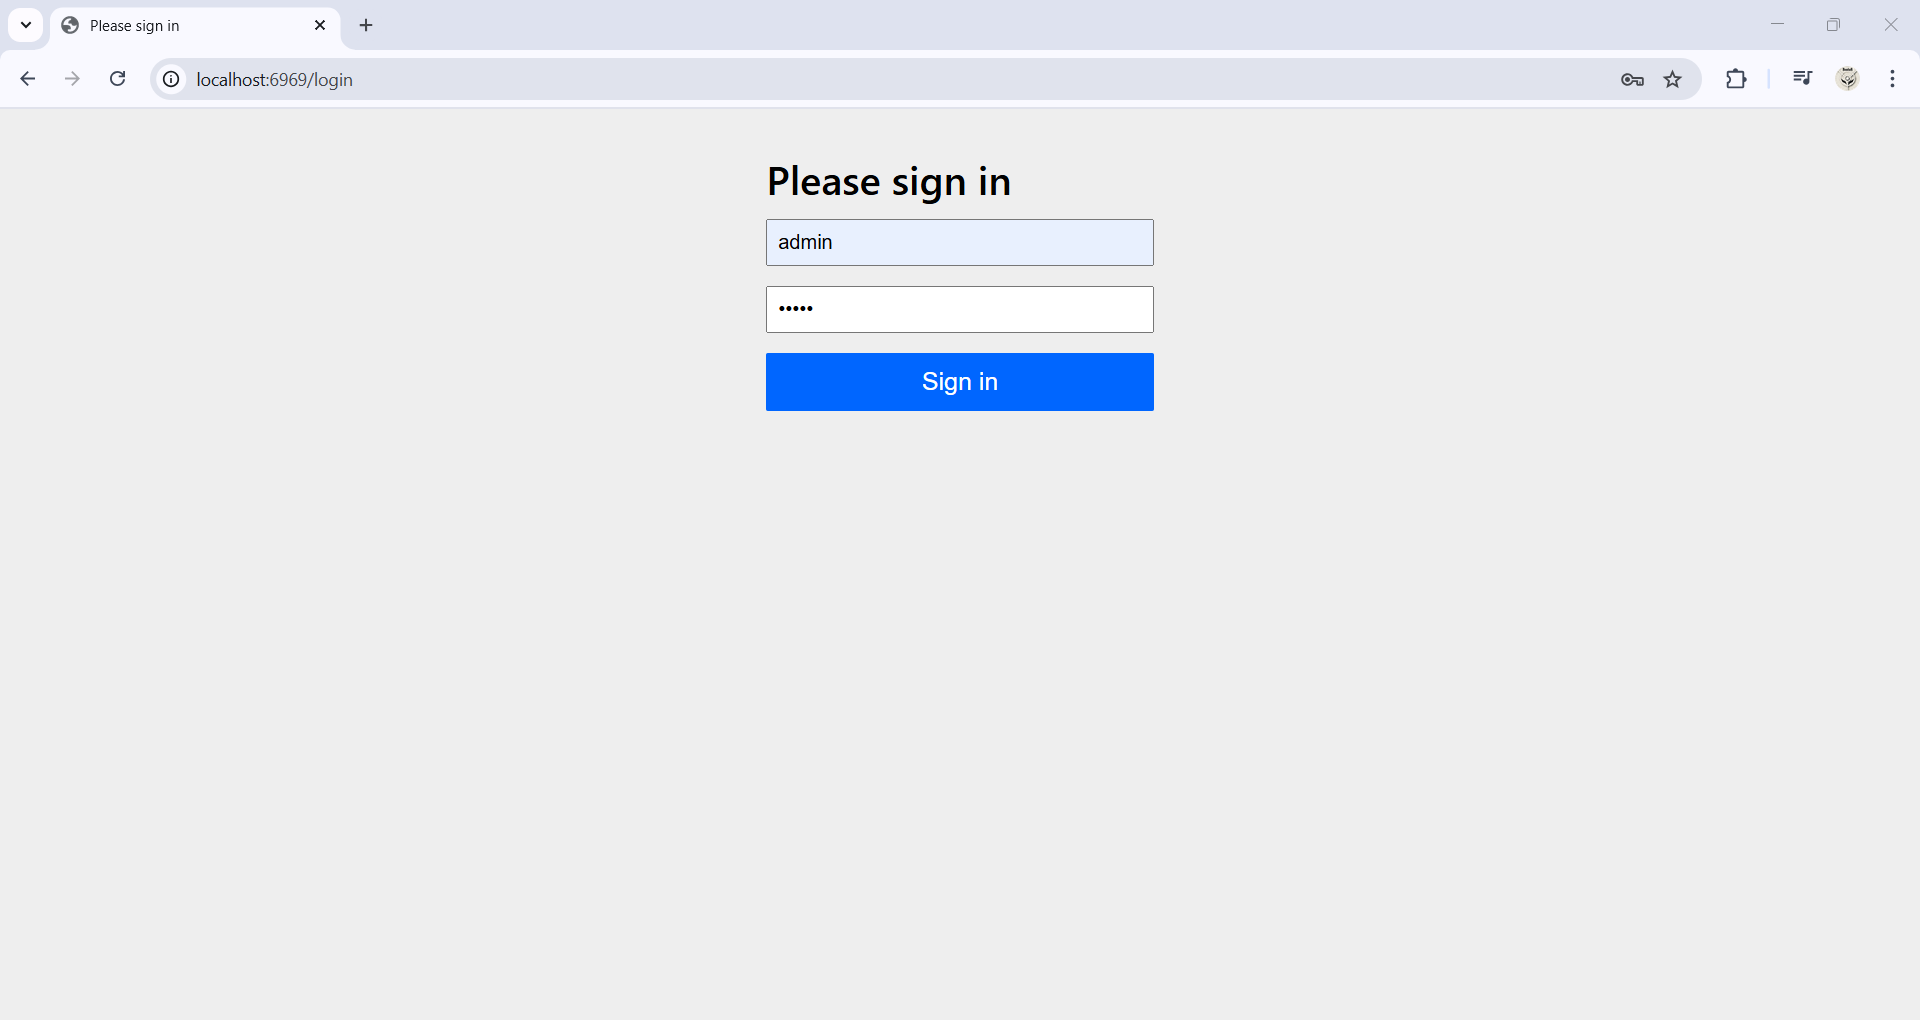 Please sign in
localhost:6969/login
Please sign in
admin
•••••
Sign in